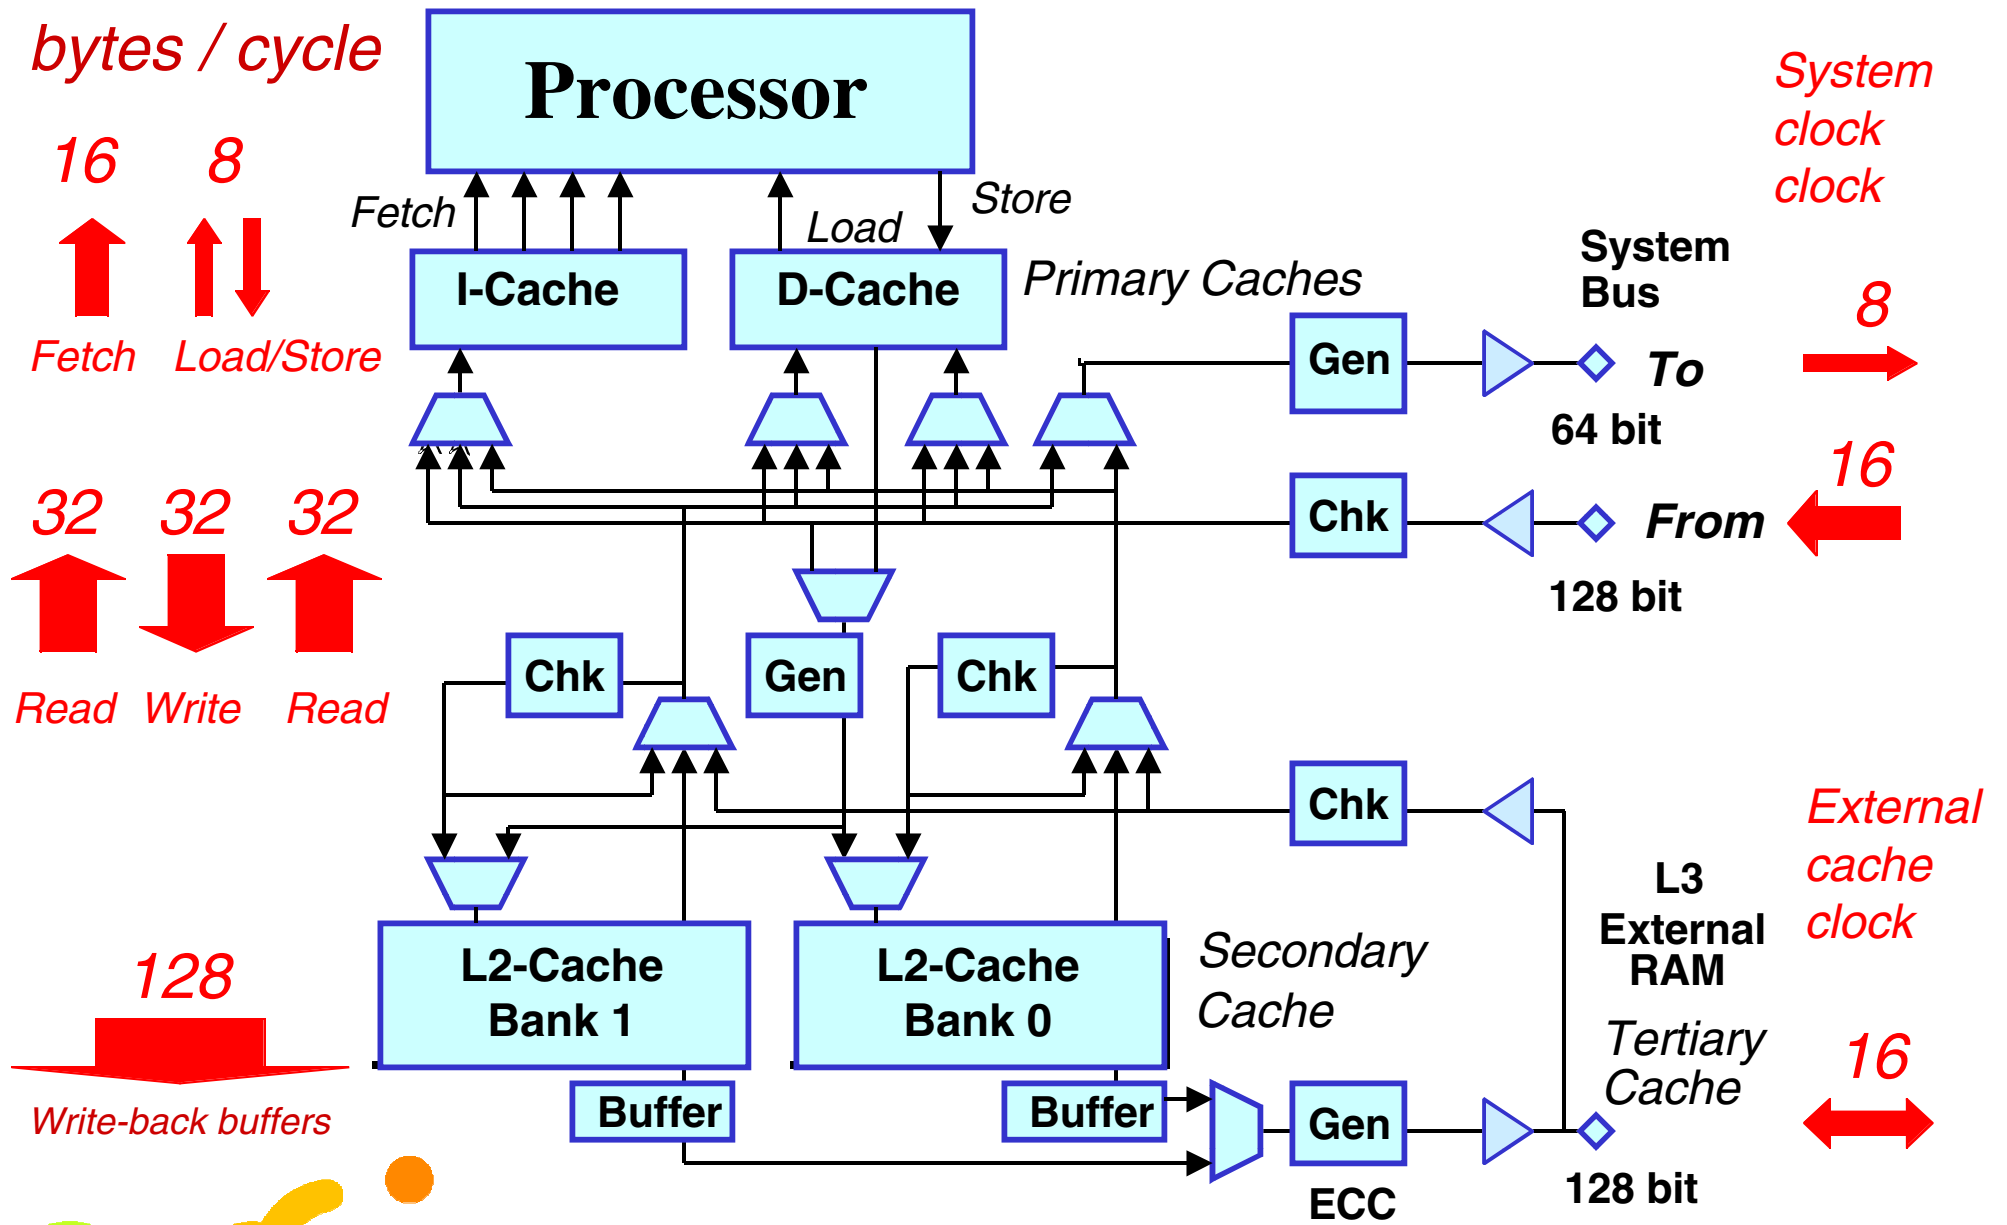 bytes / cycle
Processor
System
clock
clock
16
8
Fetch
Load
Store
Fetch
Load/Store
I-Cache
D-Cache
Primary Caches
System
Bus
8
Gen
To
64 bit
16
Chk
From
128 bit
32
32
32
Read
Write
Read
Chk
Gen
Chk
Chk
External
cache
clock
L3
External
RAM
L2-Cache
Bank 1
L2-Cache
Bank 0
Secondary
Cache
Tertiary
Cache
16
128
Write-back buffers
Buffer
Buffer
Gen
ECC
128 bit